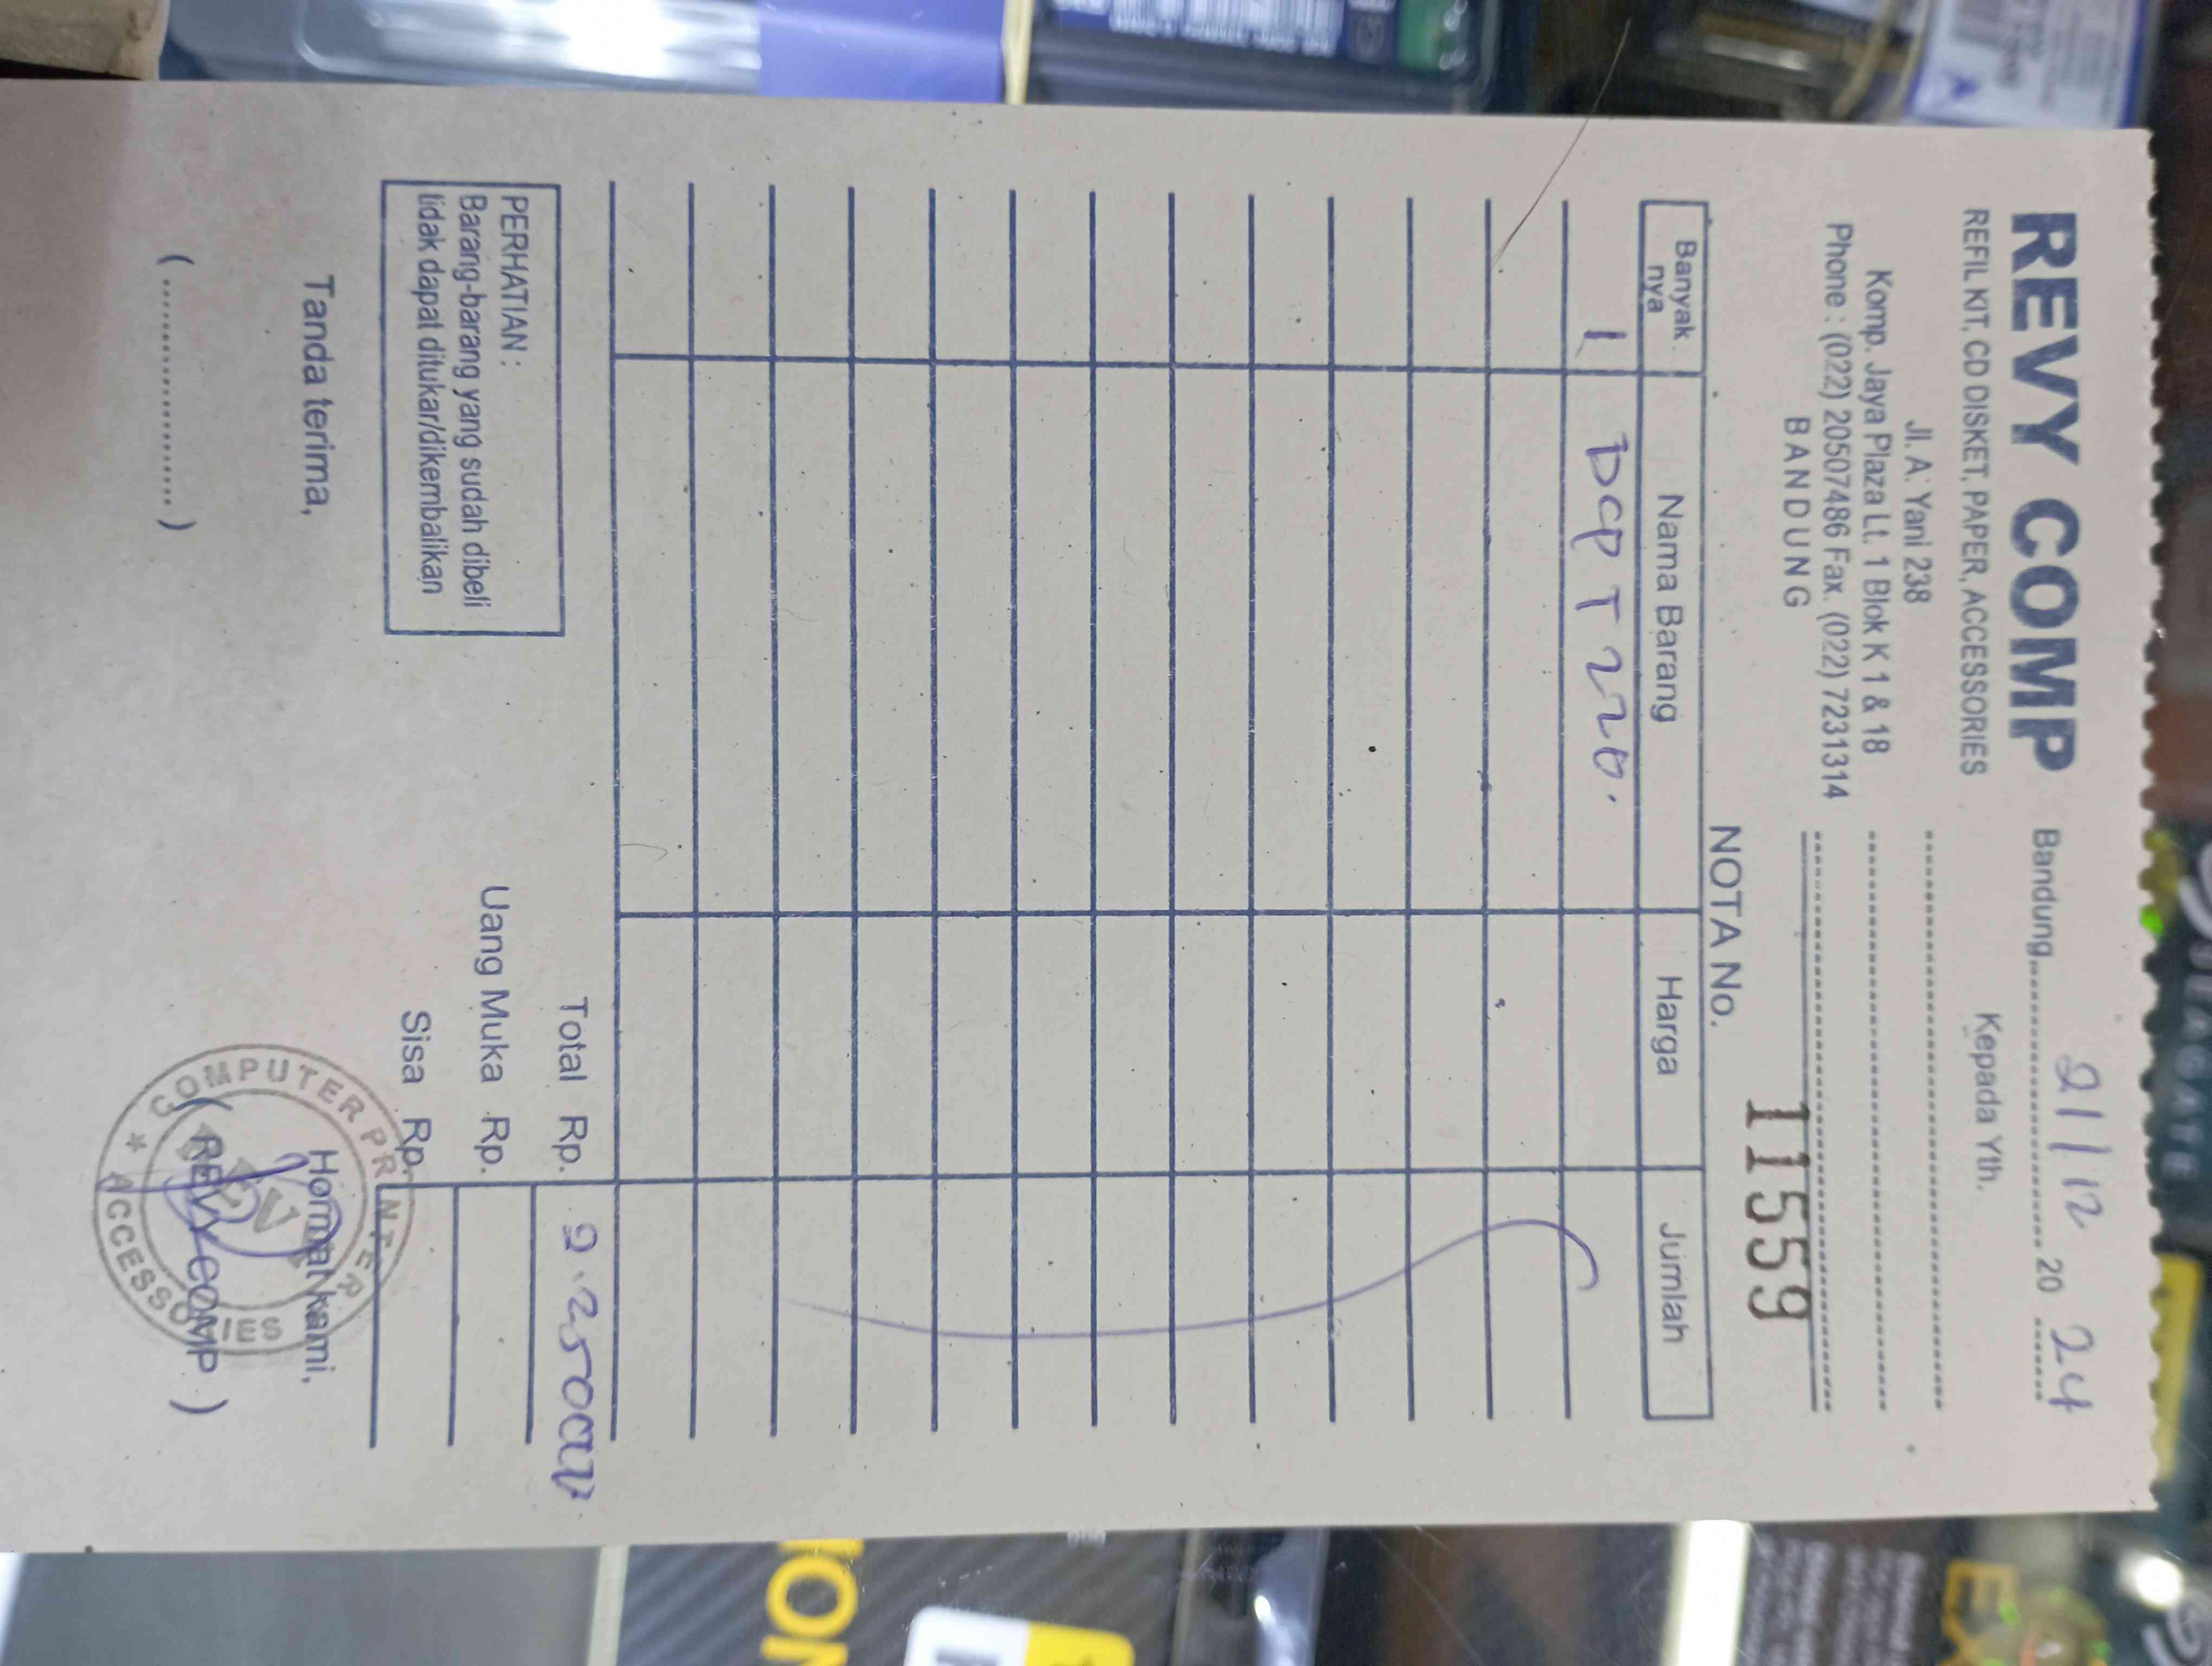 REVY COMP
REFIL KIT, CD DISKET, PAPER, ACCESSORIES
Jl. A. Yani 238
Komp. Jaya Plaza Lt. 1 Blok K 1 & 18
Phone : (022) 20507486 Fax. (022) 7231314
BANDUNG
Bandung, 21/12 20 24
Kepada Yth.
NOTA No. 11559
Banyak nya Nama Barang Harga Jumlah
1 DCP T 220.
Total Rp. 2.250000
Uang Muka Rp.
Sisa Rp.
PERHATIAN :
Barang-barang yang sudah dibeli
tidak dapat ditukar/dikembalikan
Tanda terima,
Hormat kami,
(....................)
( REVY COMP )
COMPUTER PRINTER
ACCESSORIES
ION